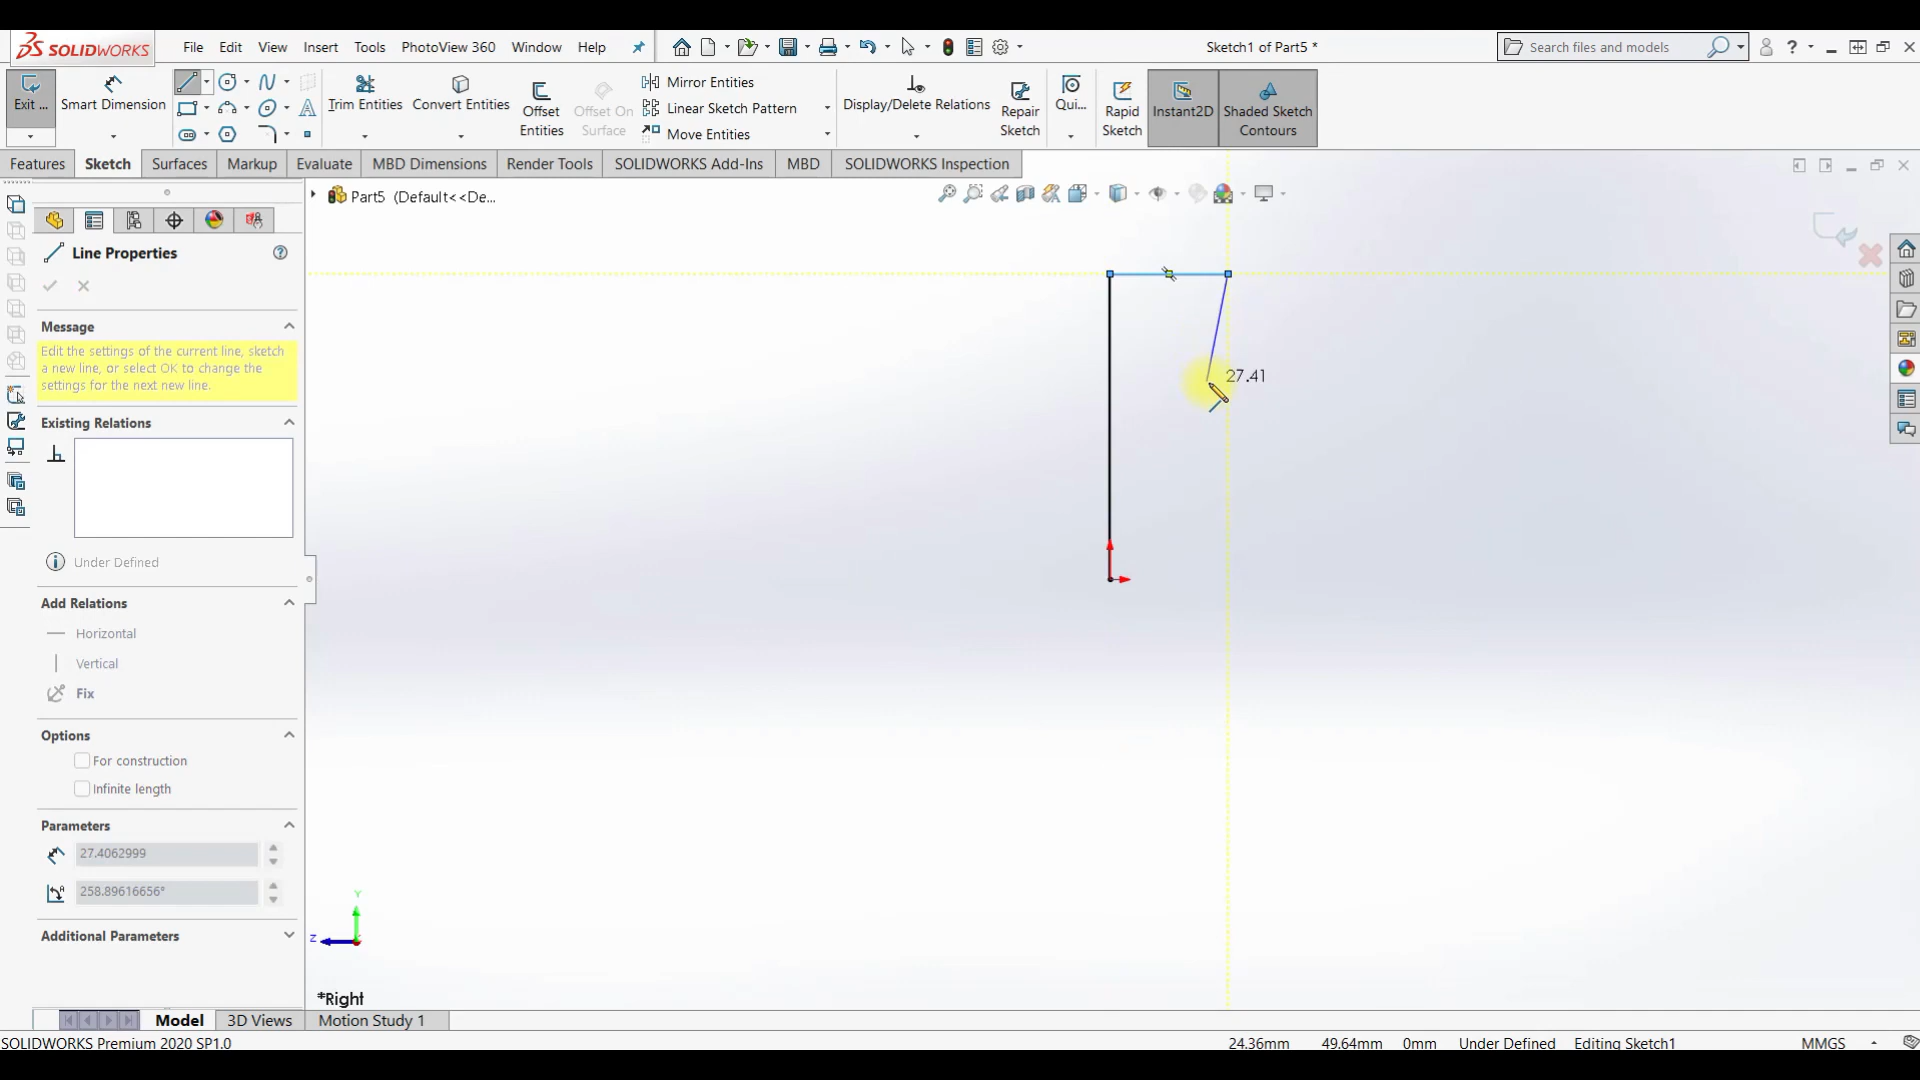 SOLIDWORKS File Edit View Insert Tools PhotoView 360 Window Help Sketch1 of Part5 * Search files and models ?
Exit ... Smart Dimension Trim Entities Convert Entities Offset Entities Offset On Surface Mirror Entities Linear Sketch Pattern Move Entities Display/Delete Relations Repair Sketch Qui... Rapid Sketch Instant2D Shaded Sketch Contours
Features Sketch Surfaces Markup Evaluate MBD Dimensions Render Tools SOLIDWORKS Add-Ins MBD SOLIDWORKS Inspection
Part5 (Default<<De...
Line Properties ?
Message
Edit the settings of the current line, sketch
a new line, or select OK to change the
settings for the next new line.
27.41
Existing Relations
Under Defined
Add Relations
Horizontal
Vertical
Fix
Options
For construction
Infinite length
Parameters
27.4062999
258.89616656°
Additional Parameters
Y
Z
*Right
Model 3D Views Motion Study 1
SOLIDWORKS Premium 2020 SP1.0 24.36mm 49.64mm 0mm Under Defined Editing Sketch1 MMGS